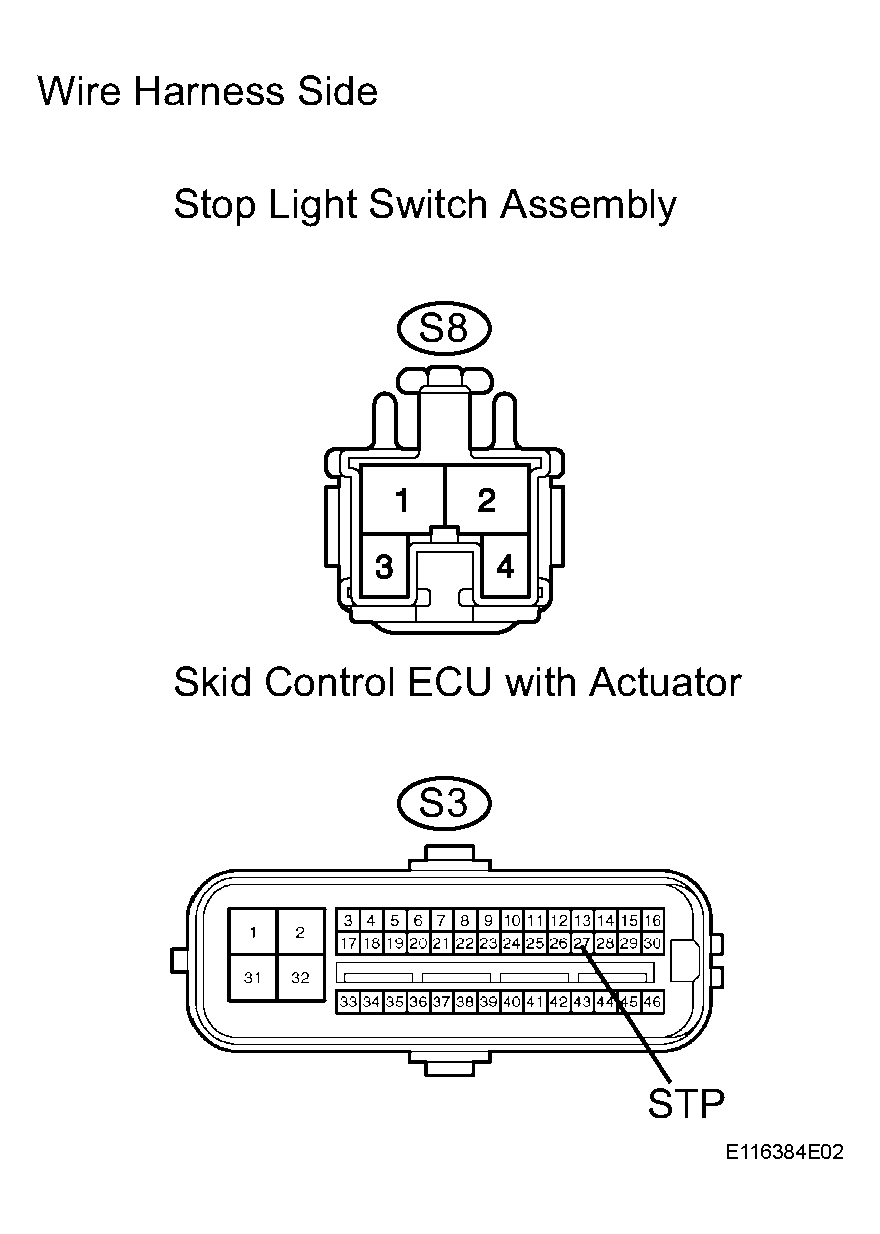 Wire Harness Side
Stop Light Switch Assembly
S8
1 2
3 4
Skid Control ECU with Actuator
S3
1 2
31 32
3 4 5 6 7 8 9 10 11 12 13 14 15 16
17 18 19 20 21 22 23 24 25 26 27 28 29 30
33 34 35 36 37 38 39 40 41 42 43 44 45 46
STP
E116384E02